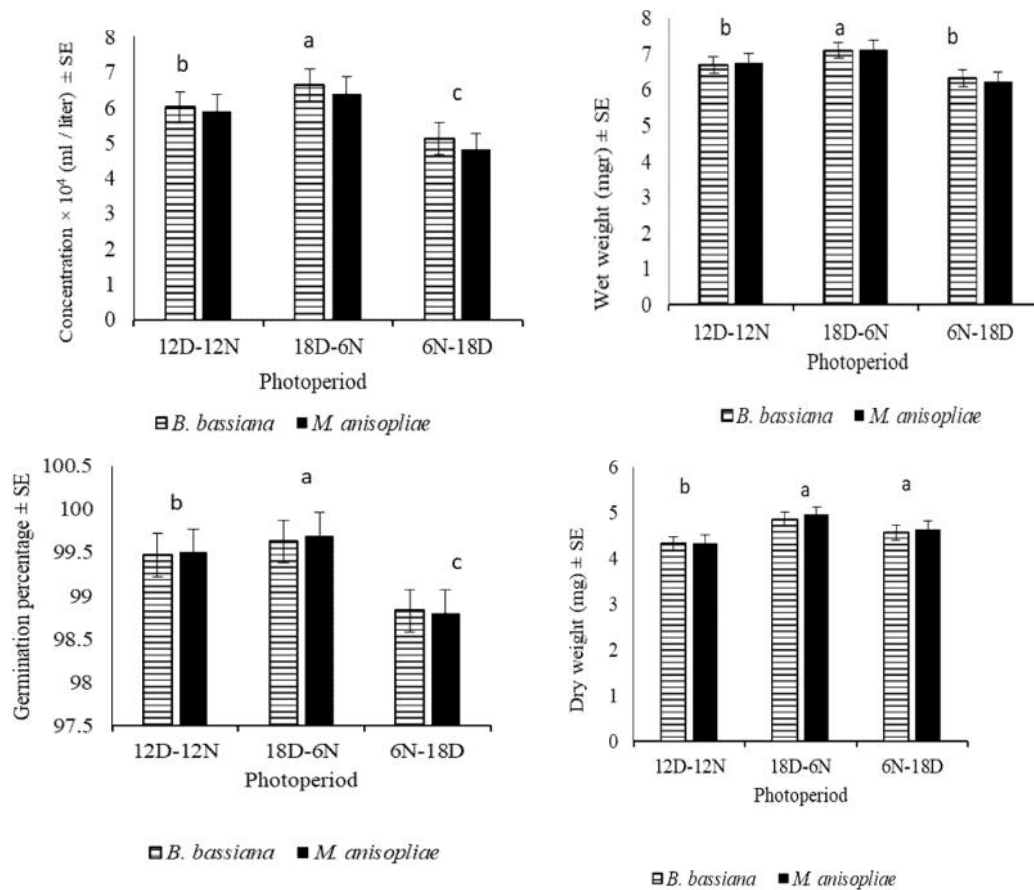 Concentration × 10⁴ (ml / liter) ± SE
8
7
6
5
4
3
2
1
0
b
a
c
12D-12N 18D-6N 6N-18D
Photoperiod
B. bassiana M. anisopliae
Wet weight (mgr) ± SE
8
7
6
5
4
3
2
1
0
b
a
b
12D-12N 18D-6N 6N-18D
Photoperiod
B. bassiana M. anisopliae
Germination percentage ± SE
100.5
100
99.5
99
98.5
98
97.5
b
a
c
12D-12N 18D-6N 6N-18D
Photoperiod
B. bassiana M. anisopliae
Dry weight (mg) ± SE
6
5
4
3
2
1
0
b
a
a
12D-12N 18D-6N 6N-18D
Photoperiod
B. bassiana M. anisopliae